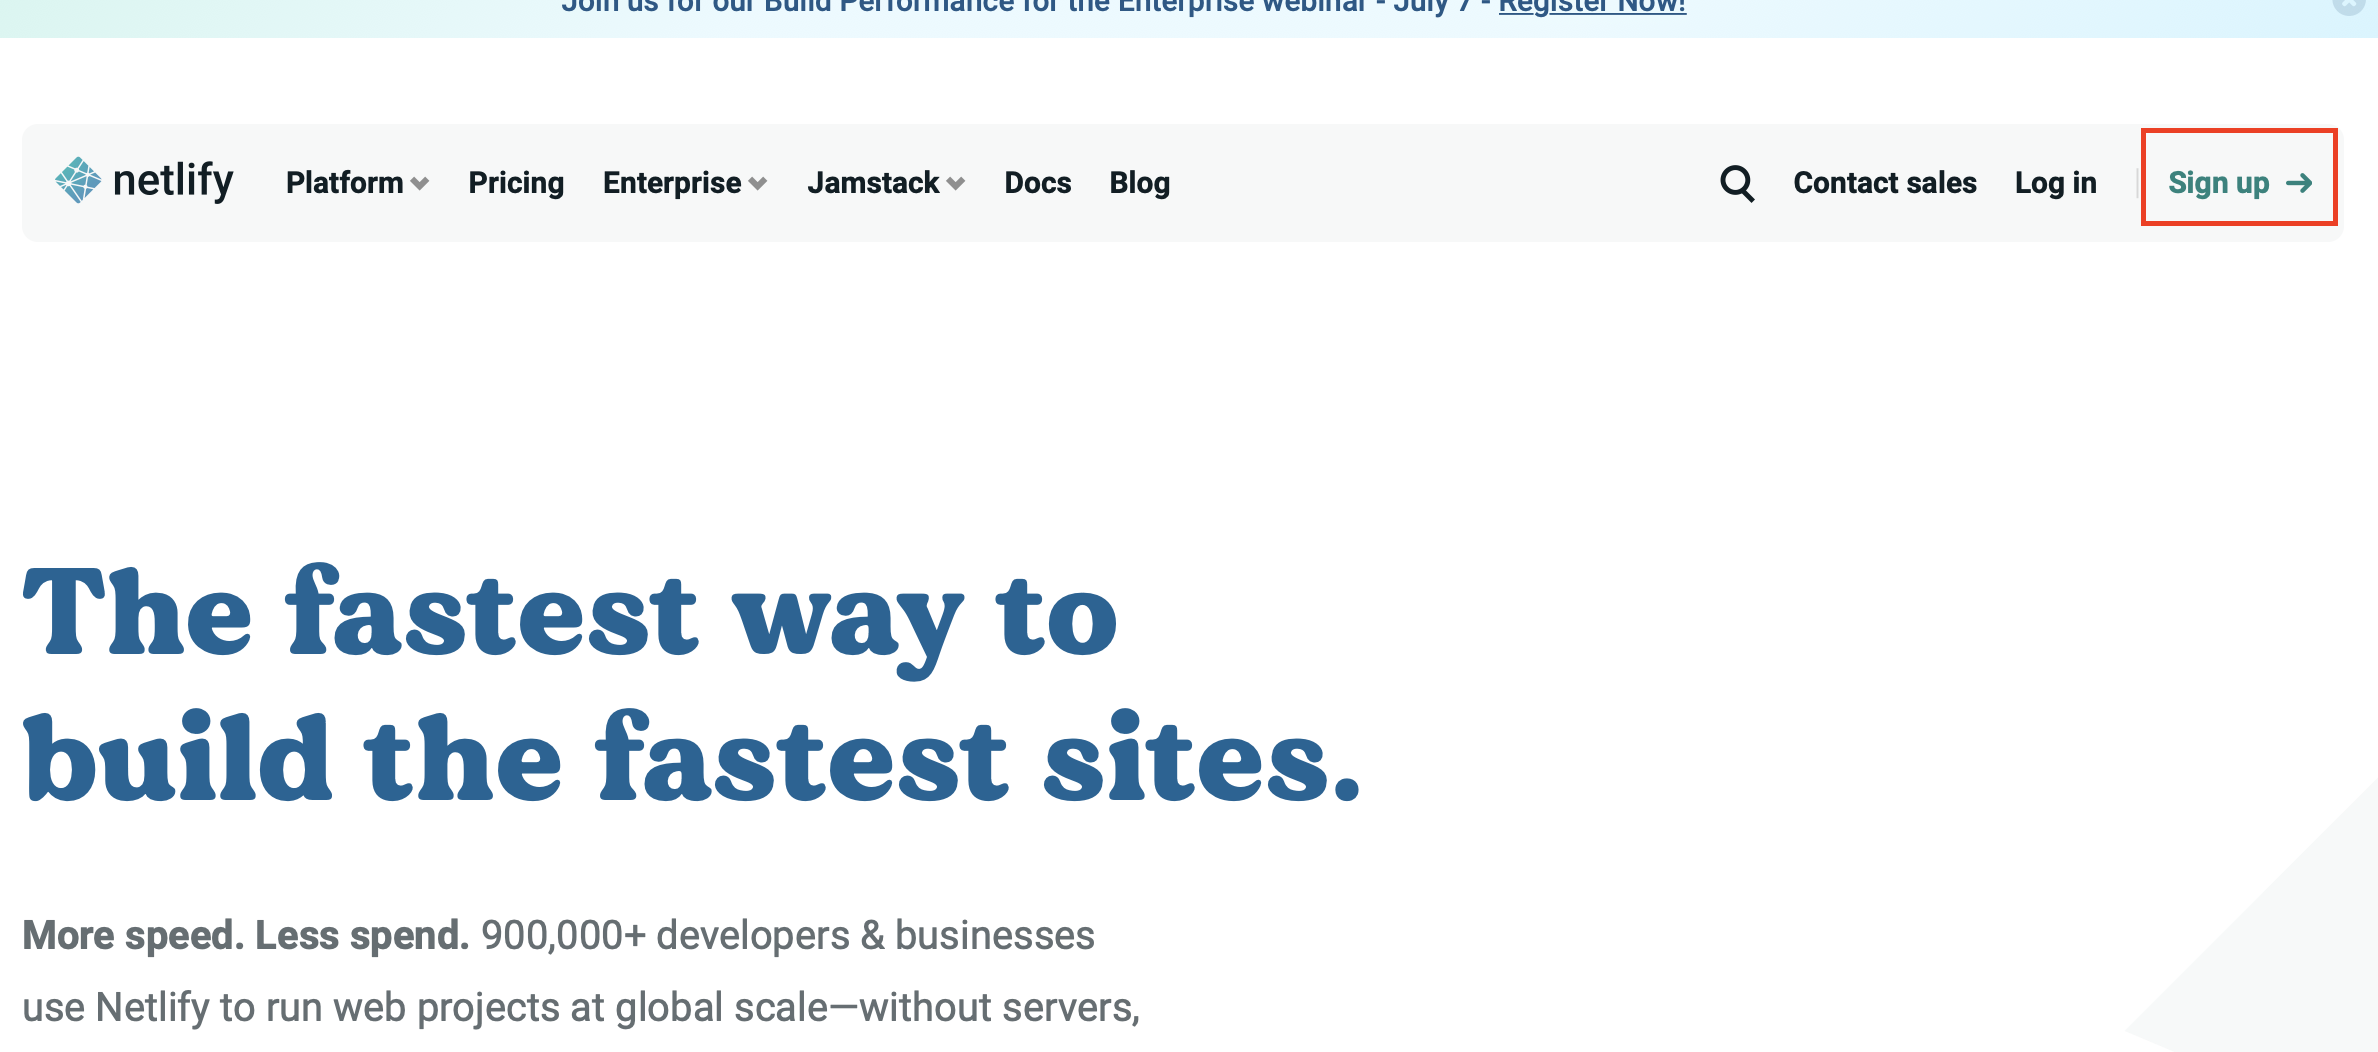 Join us for our Build Performance for the Enterprise webinar - July 7 - Register Now!
netlify Platform Pricing Enterprise Jamstack Docs Blog Contact sales Log in Sign up →
The fastest way to
build the fastest sites.
More speed. Less spend. 900,000+ developers & businesses
use Netlify to run web projects at global scale—without servers,